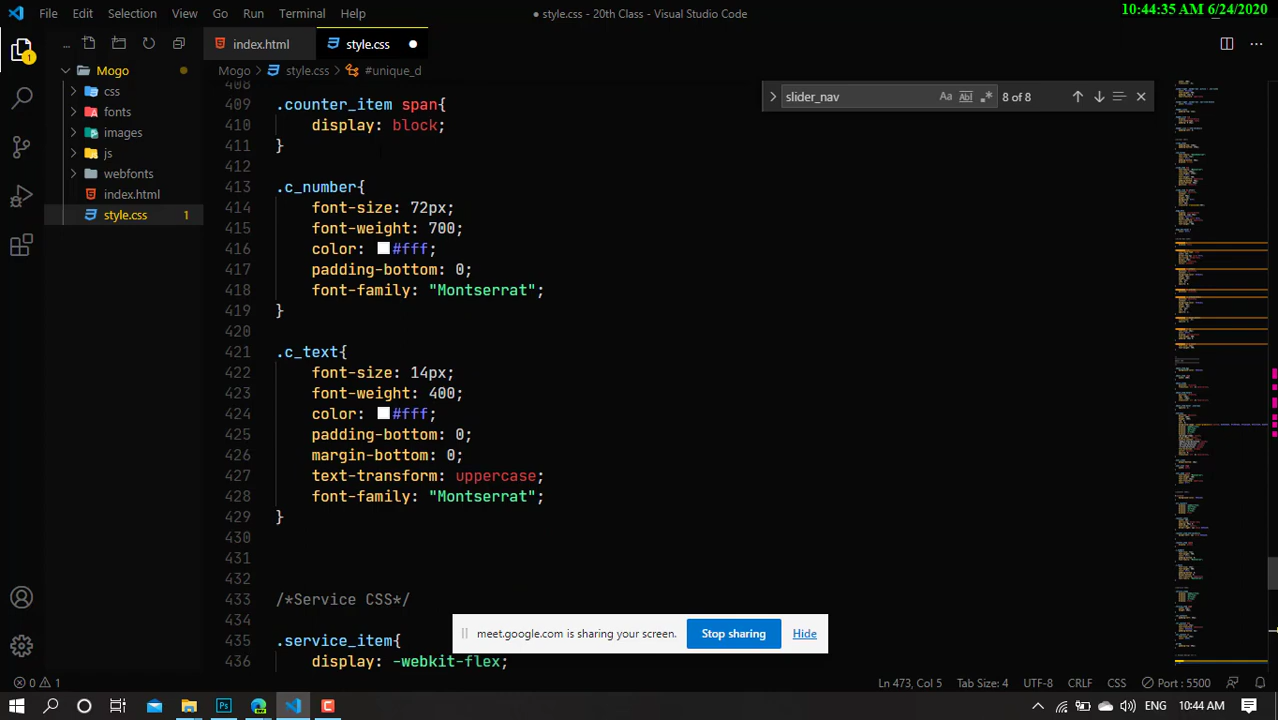 File Edit Selection View Go Run Terminal Help
● style.css - 20th Class - Visual Studio Code
10:44:35 AM 6/24/2020
...
index.html
style.css
Mogo
Mogo > style.css > #unique_d
css
fonts
images
js
webfonts
index.html
style.css 1
1
slider_nav
Aa Abl .* 8 of 8
408
409 .counter_item span{
410 display: block;
411 }
412
413 .c_number{
414 font-size: 72px;
415 font-weight: 700;
416 color: #fff;
417 padding-bottom: 0;
418 font-family: "Montserrat";
419 }
420
421 .c_text{
422 font-size: 14px;
423 font-weight: 400;
424 color: #fff;
425 padding-bottom: 0;
426 margin-bottom: 0;
427 text-transform: uppercase;
428 font-family: "Montserrat";
429 }
430
431
432
433 /*Service CSS*/
434
435 .service_item{
436 display: -webkit-flex;
meet.google.com is sharing your screen. Stop sharing Hide
0 1
Ln 473, Col 5 Tab Size: 4 UTF-8 CRLF CSS Port : 5500
Ps
C
ENG 10:44 AM